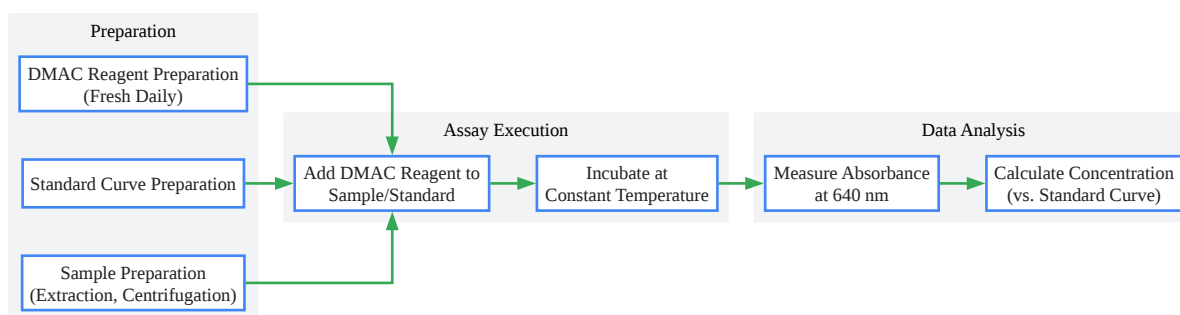 Preparation
DMAC Reagent Preparation
(Fresh Daily)
Standard Curve Preparation
Sample Preparation
(Extraction, Centrifugation)
Assay Execution
Add DMAC Reagent to
Sample/Standard
Incubate at
Constant Temperature
Data Analysis
Measure Absorbance
at 640 nm
Calculate Concentration
(vs. Standard Curve)